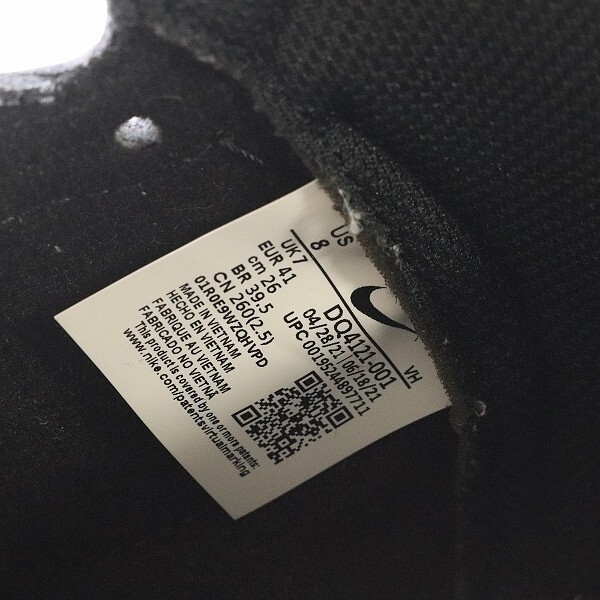 US
8
UK 7
EUR 41
cm 26
BR 39.5
CN 260(2.5)
01R0E9WZQHVPD
MADE IN VIETNAM
HECHO EN VIETNAM
FABRIQUE AU VIETNAM
FABRICADO NO VIETNÃ
This product is covered by one or more patents:
www.nike.com/patentsvirtualmarking
VH
DQ4121-001
04/28/21 06/18/21
UPC 00195244897711